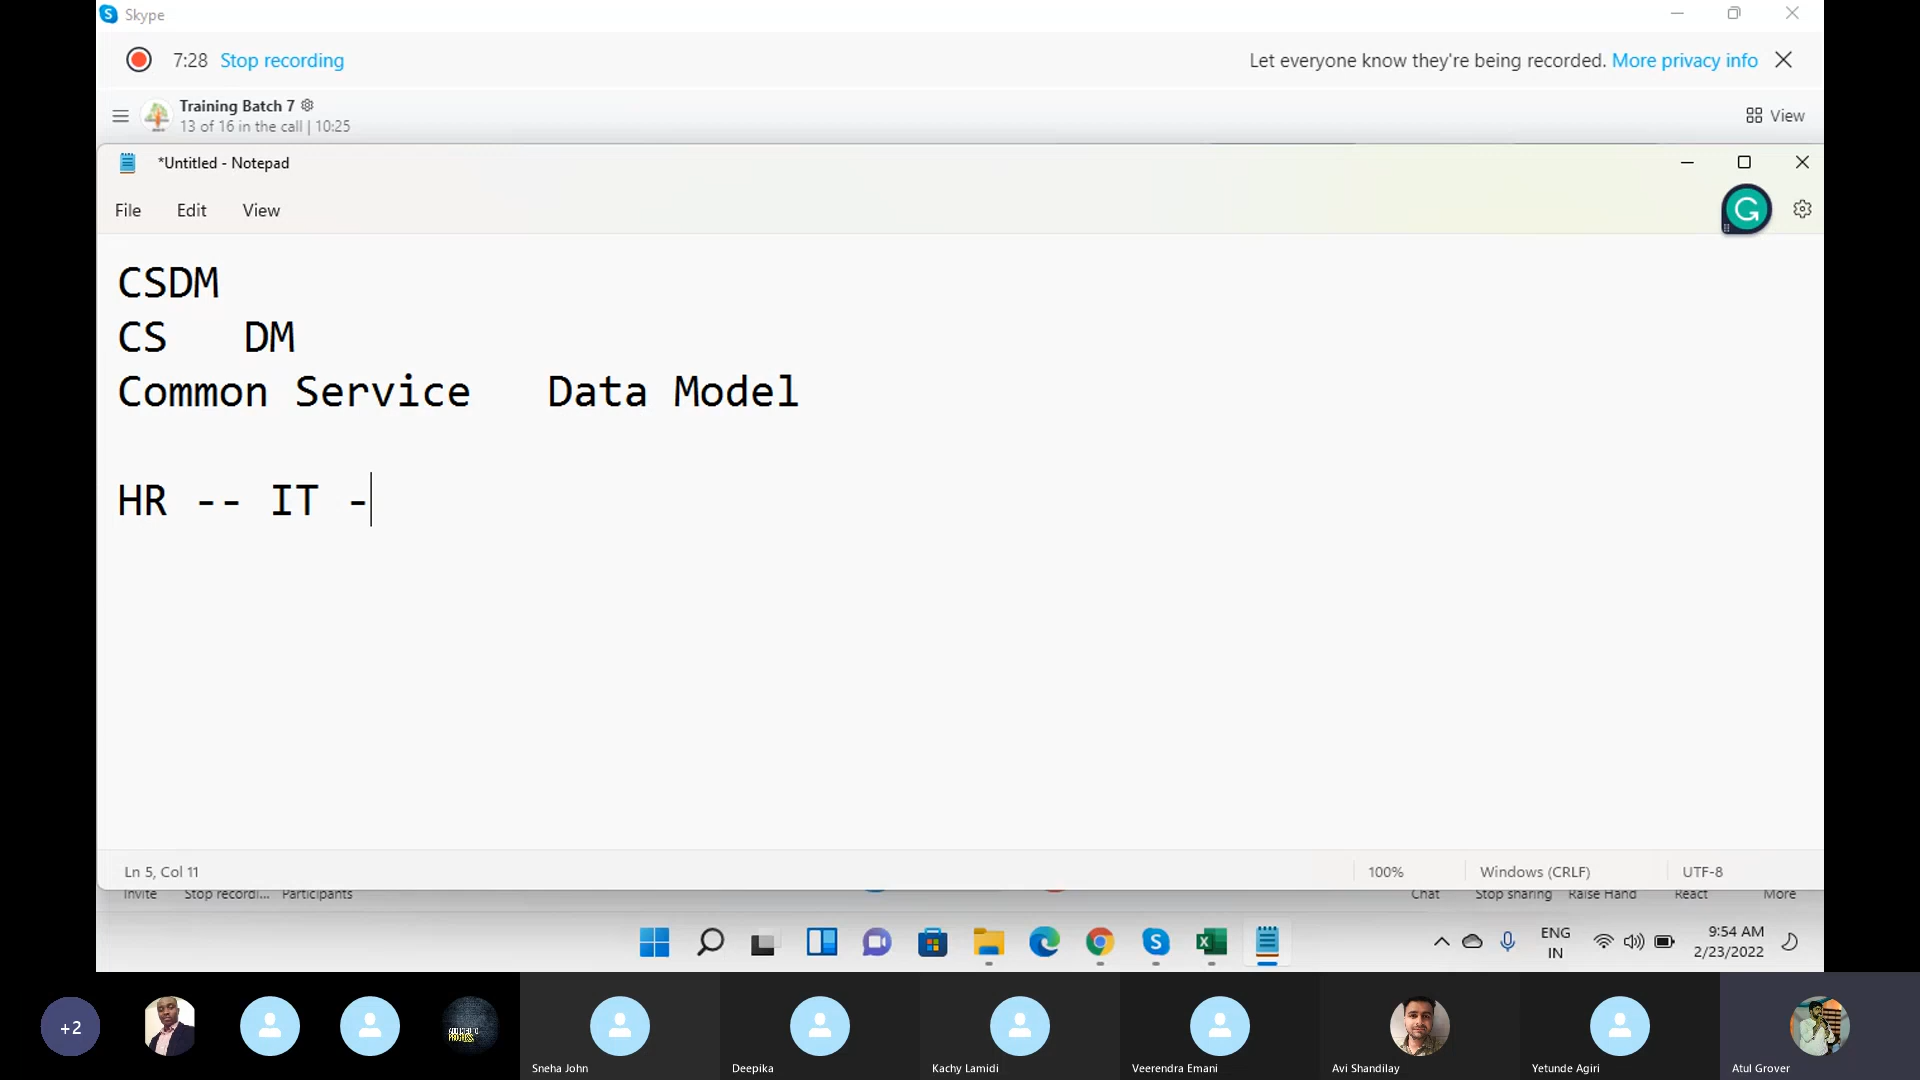 Skype
7:28 Stop recording
Let everyone know they're being recorded. More privacy info
Training Batch 7
13 of 16 in the call | 10:25
View
*Untitled - Notepad
File Edit View
CSDM
CS DM
Common Service Data Model
HR -- IT -
Ln 5, Col 11
100%
Windows (CRLF)
UTF-8
Invite Stop recordi... Participants
Chat Stop sharing Raise Hand React More
ENG
IN
9:54 AM
2/23/2022
+2
Sneha John
Deepika
Kachy Lamidi
Veerendra Emani
Avi Shandilay
Yetunde Agiri
Atul Grover